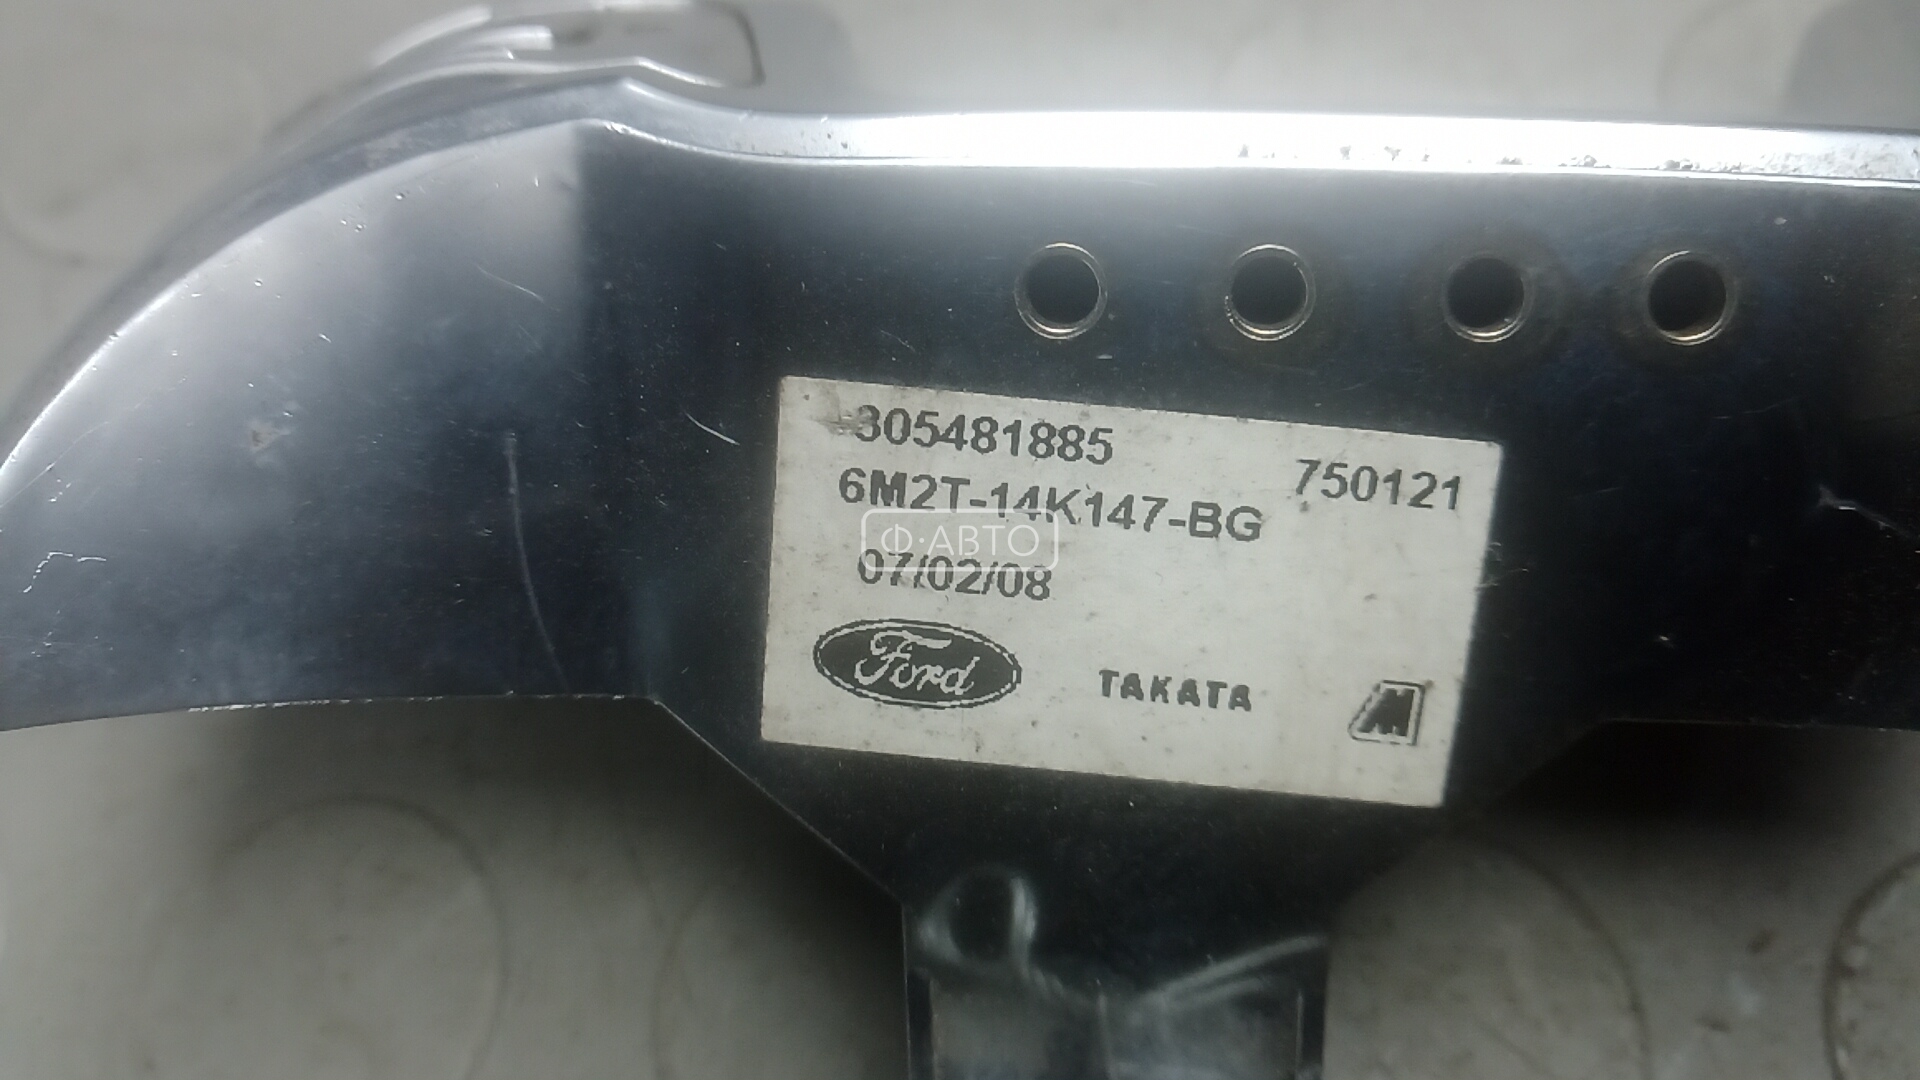 305481885
750121
6M2T-14K147-BG
Ф·АВТО
07/02/08
Ford
TAKATA
M